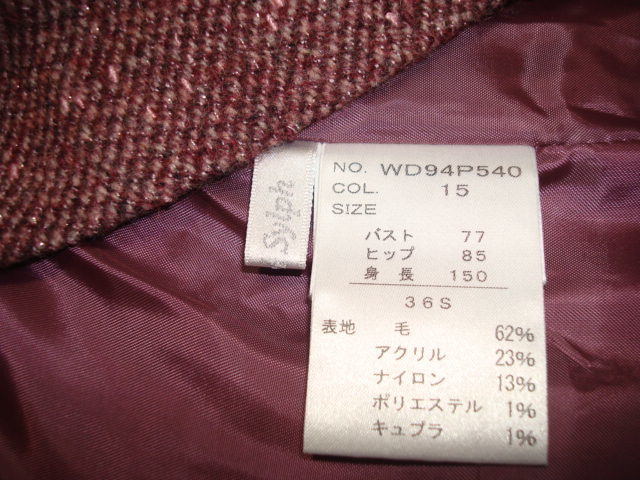 Sylph
NO. WD94P540
COL. 15
SIZE
バスト 77
ヒップ 85
身長 150
36S
表地 毛 62%
アクリル 23%
ナイロン 13%
ポリエステル 1%
キュプラ 1%